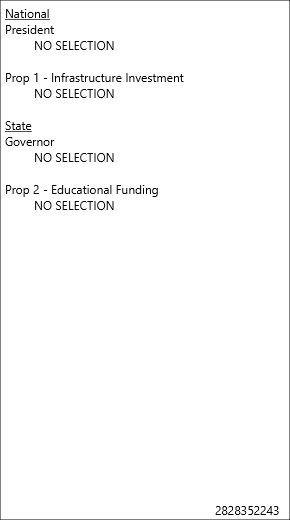 National
President
NO SELECTION
Prop 1 - Infrastructure Investment
NO SELECTION
State
Governor
NO SELECTION
Prop 2 - Educational Funding
NO SELECTION
2828352243